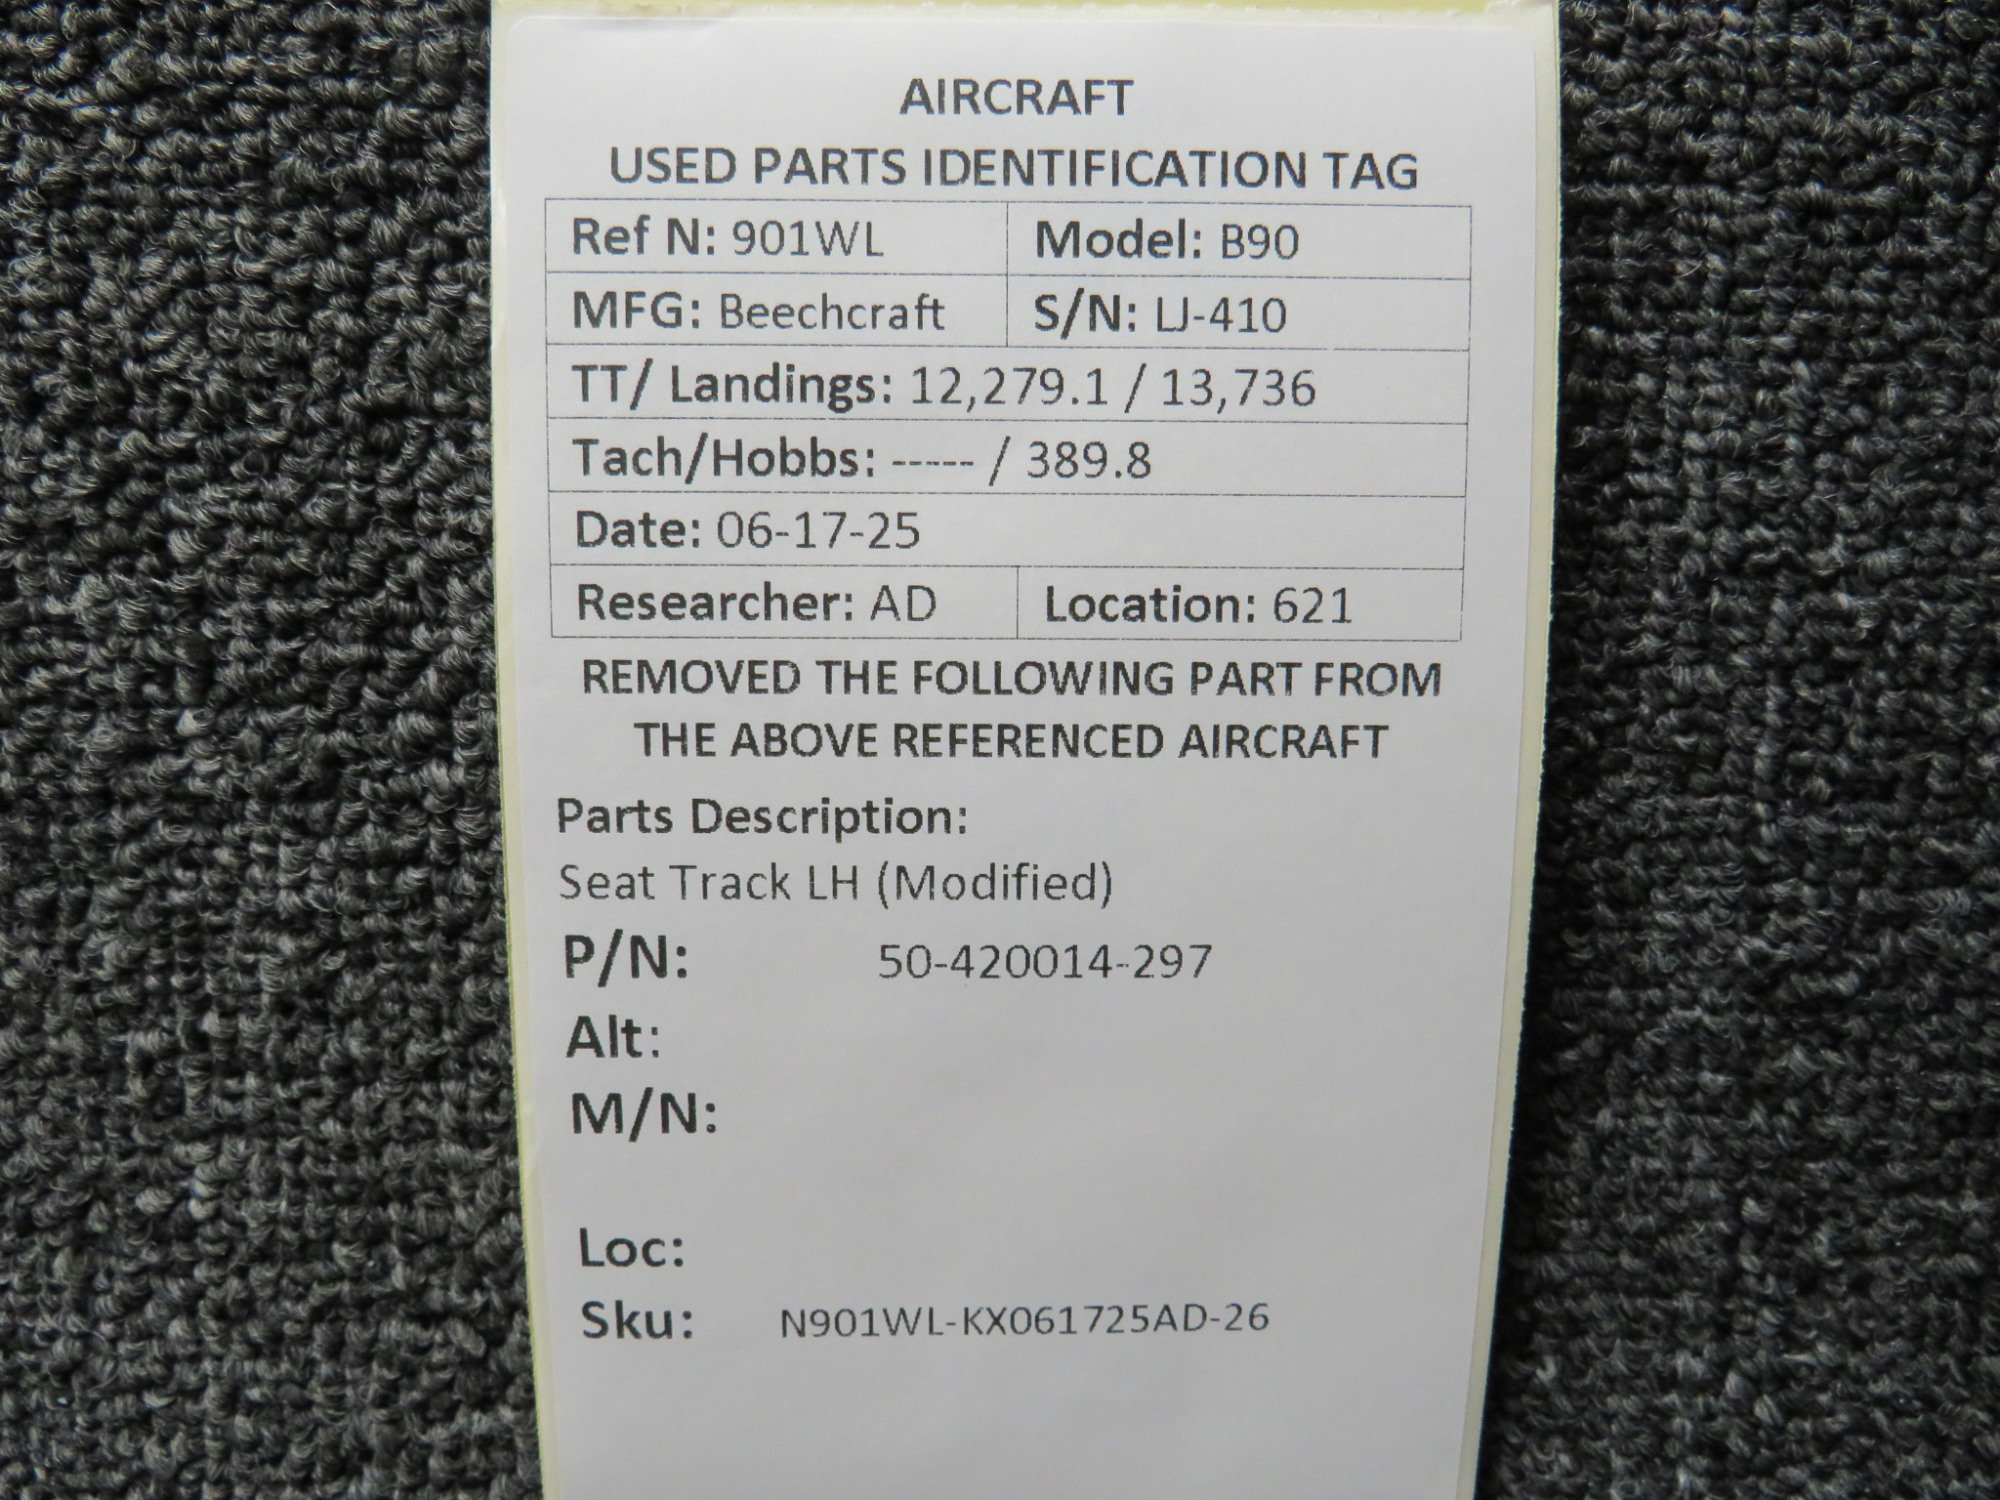 AIRCRAFT
USED PARTS IDENTIFICATION TAG
Ref N: 901WL Model: B90
MFG: Beechcraft S/N: LJ-410
TT/ Landings: 12,279.1 / 13,736
Tach/Hobbs: ----- / 389.8
Date: 06-17-25
Researcher: AD Location: 621
REMOVED THE FOLLOWING PART FROM
THE ABOVE REFERENCED AIRCRAFT
Parts Description:
Seat Track LH (Modified)
P/N: 50-420014-297
Alt:
M/N:
Loc:
Sku: N901WL-KX061725AD-26